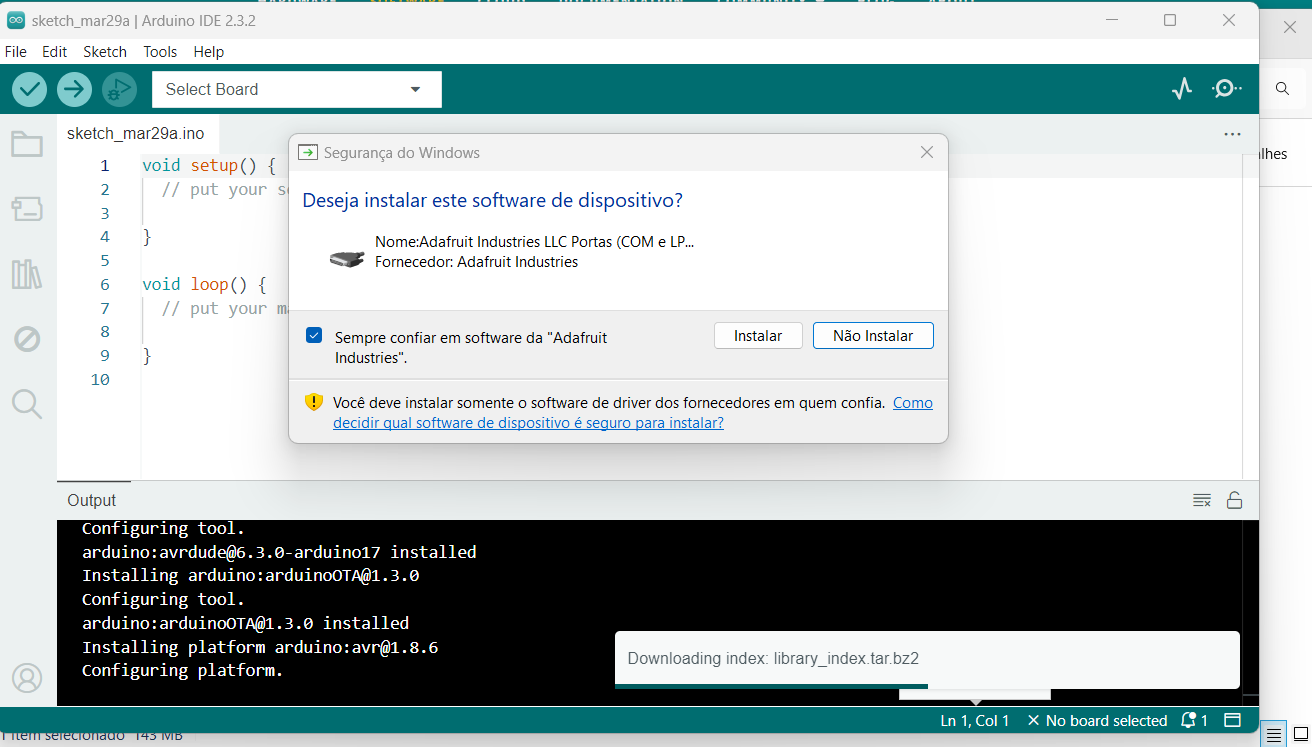 sketch_mar29a | Arduino IDE 2.3.2
File Edit Sketch Tools Help
Select Board
sketch_mar29a.ino
lhes
1 void setup() {
2 // put your s
3
4 }
5
6 void loop() {
7 // put your m
8
9 }
10
Segurança do Windows
Deseja instalar este software de dispositivo?
Nome:Adafruit Industries LLC Portas (COM e LP...
Fornecedor: Adafruit Industries
Sempre confiar em software da "Adafruit
Industries".
Instalar Não Instalar
Você deve instalar somente o software de driver dos fornecedores em quem confia. Como
decidir qual software de dispositivo é seguro para instalar?
Output
Configuring tool.
arduino:avrdude@6.3.0-arduino17 installed
Installing arduino:arduinoOTA@1.3.0
Configuring tool.
arduino:arduinoOTA@1.3.0 installed
Installing platform arduino:avr@1.8.6
Configuring platform.
Downloading index: library_index.tar.bz2
Ln 1, Col 1 No board selected 1
1 item selecionado 143 MB